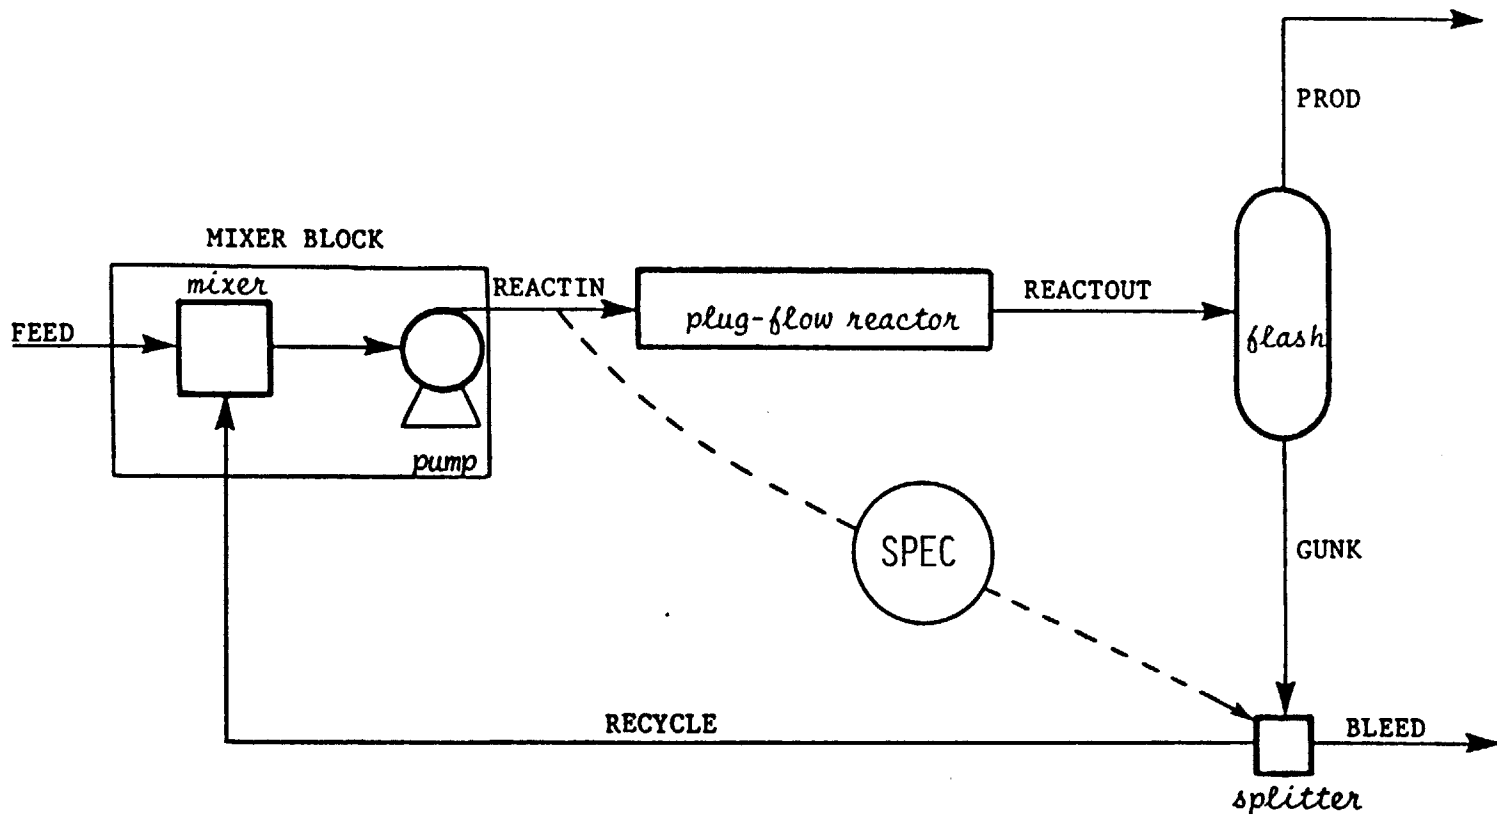 PROD
MIXER BLOCK
mixer
REACTIN
REACTOUT
FEED
plug-flow reactor
flash
pump
SPEC
GUNK
RECYCLE
BLEED
splitter